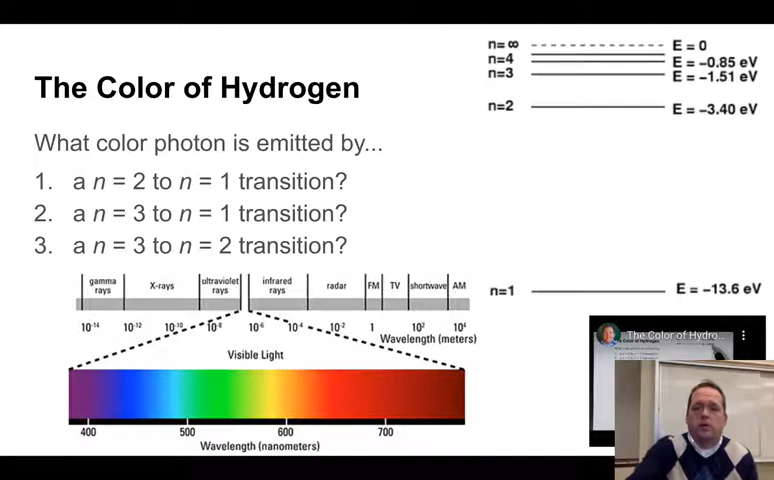 The Color of Hydrogen
What color photon is emitted by...
1. a n = 2 to n = 1 transition?
2. a n = 3 to n = 1 transition?
3. a n = 3 to n = 2 transition?
n= ∞ E = 0
n=4 E = −0.85 eV
n=3 E = −1.51 eV
n=2 E = −3.40 eV
n=1 E = −13.6 eV
gamma rays X-rays ultraviolet rays infrared rays radar FM TV shortwave AM
10⁻¹⁴ 10⁻¹² 10⁻¹⁰ 10⁻⁸ 10⁻⁶ 10⁻⁴ 10⁻² 1 10² 10⁴
Wavelength (meters)
Visible Light
400 500 600 700
Wavelength (nanometers)
The Color of Hydro...